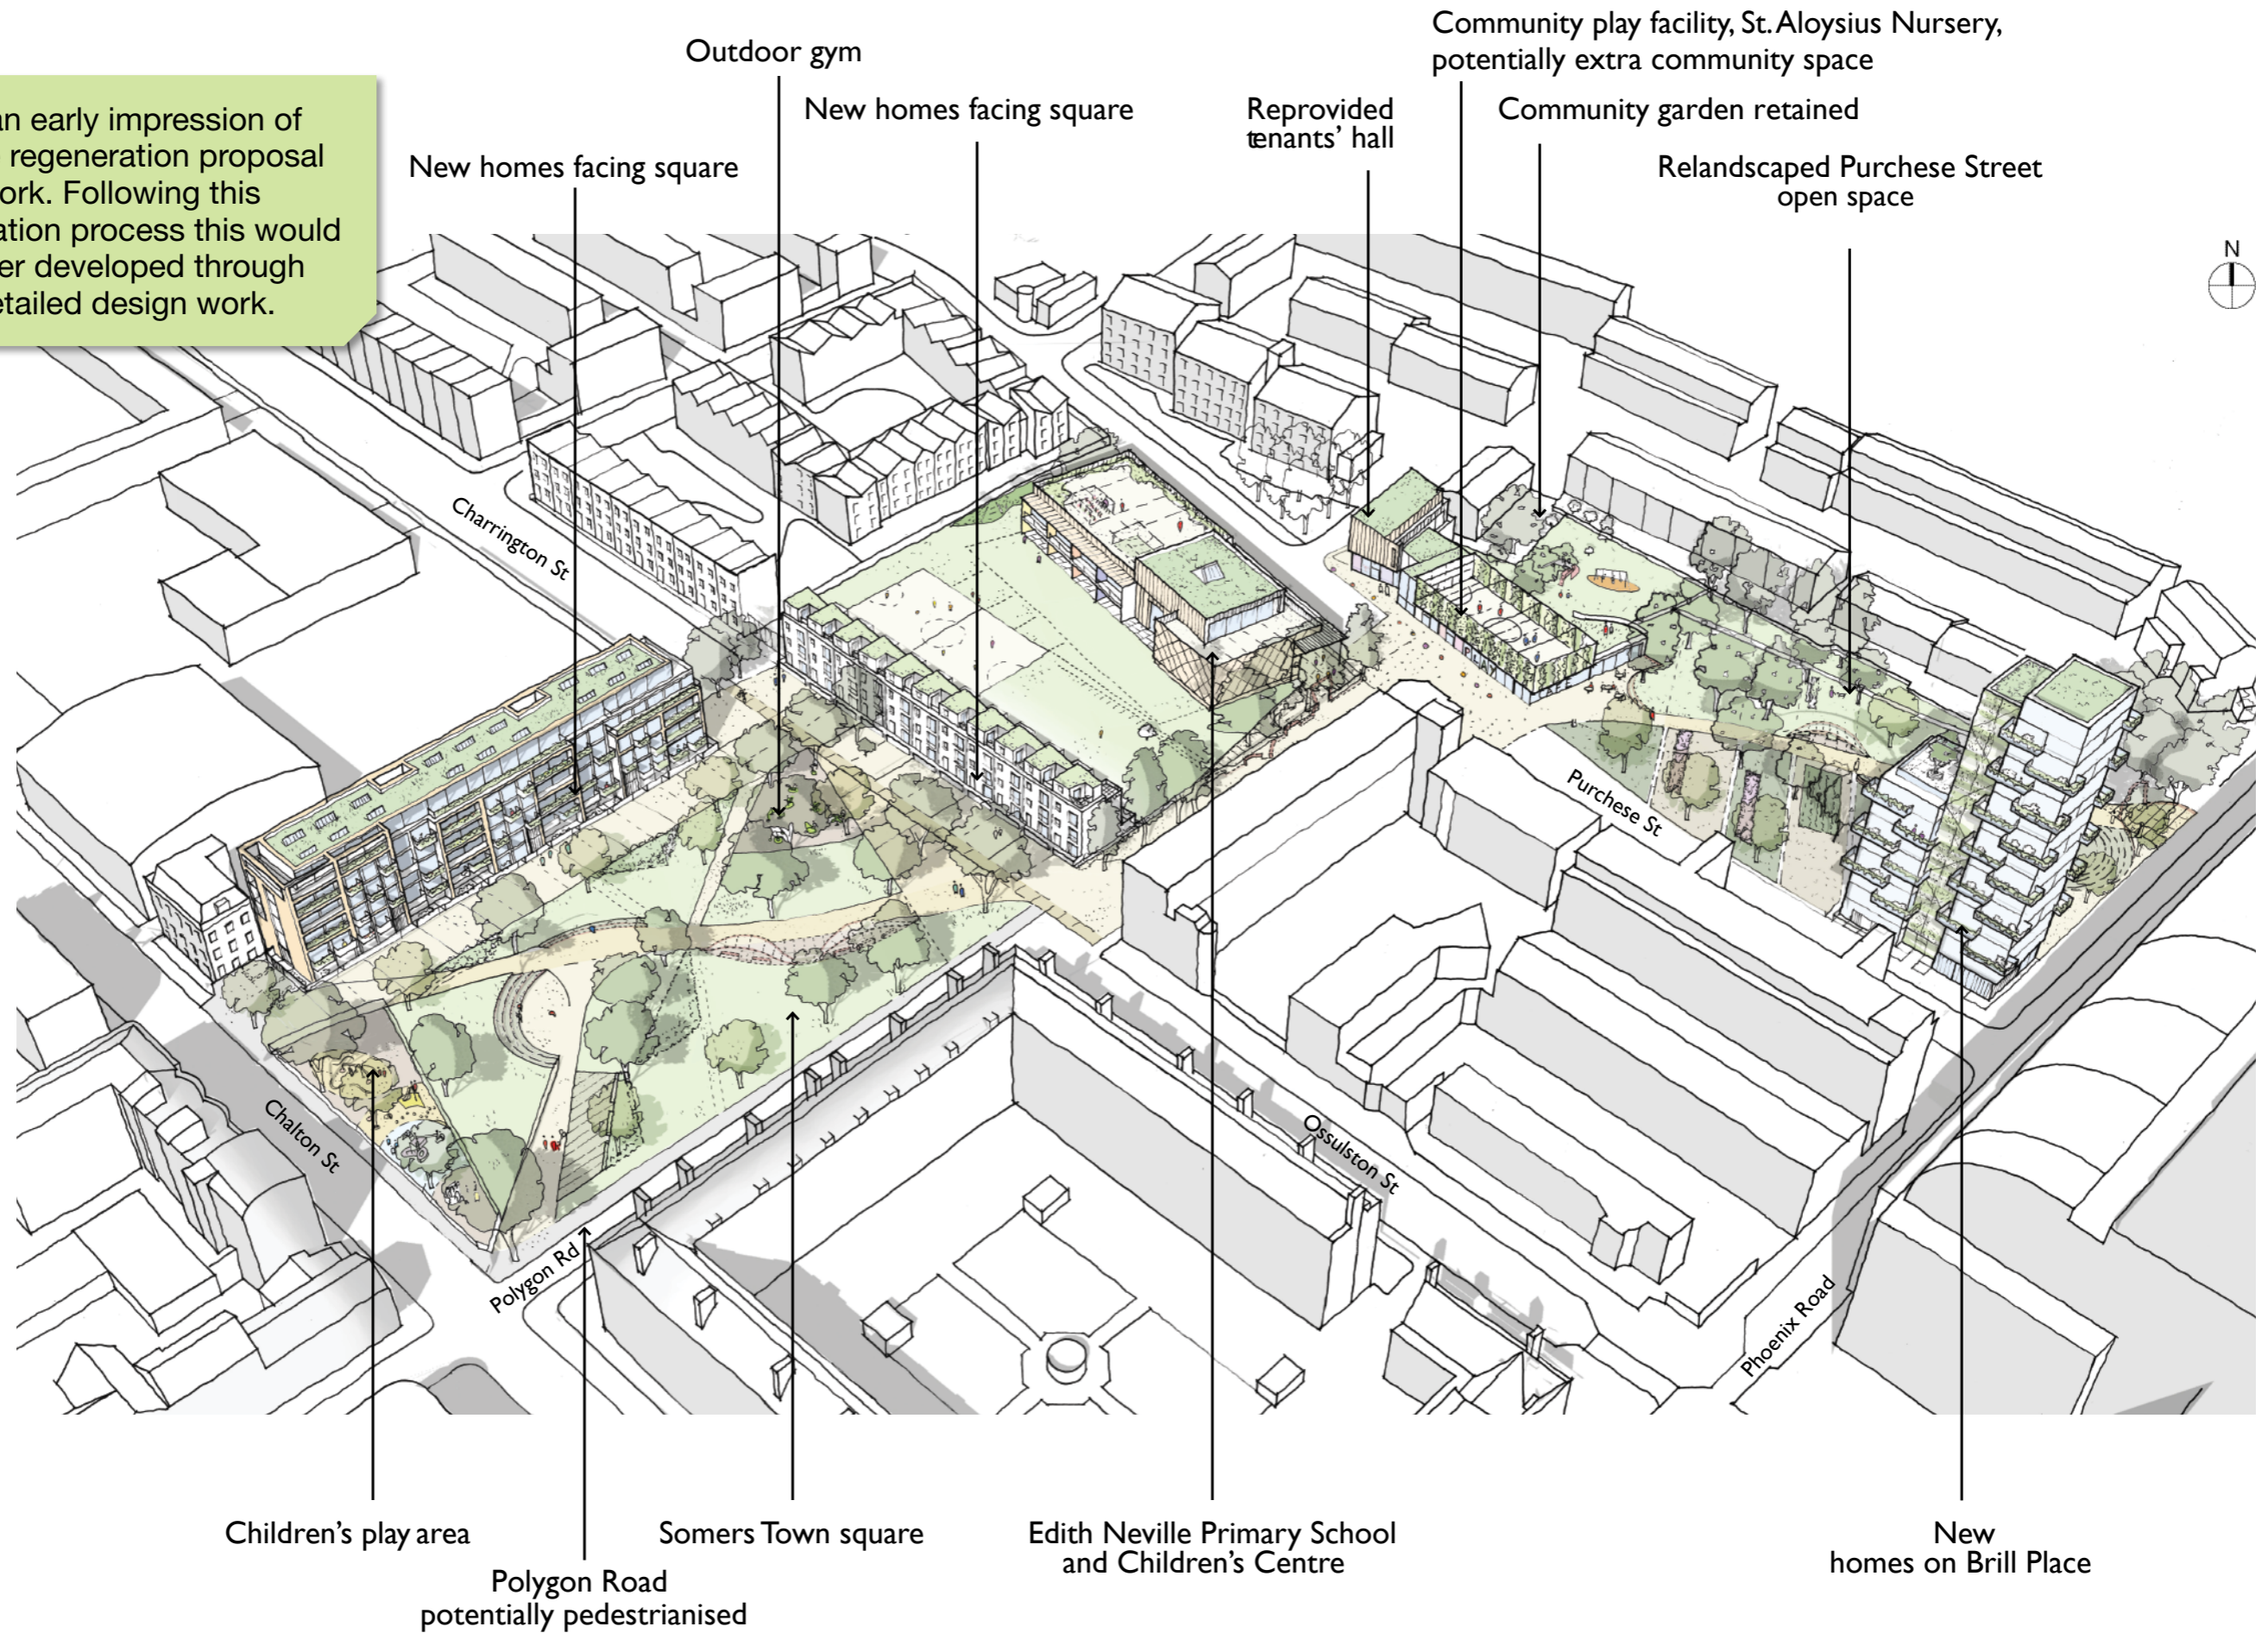 Outdoor gym
Community play facility, St. Aloysius Nursery,
potentially extra community space
an early impression of
regeneration proposal
ork. Following this
ation process this would
er developed through
etailed design work.
New homes facing square
New homes facing square
Reprovided
tenants' hall
Community garden retained
Relandscaped Purchese Street
open space
N
Charrington St
Purchese St
Chalton St
Ossulston St
Polygon Rd
Phoenix Road
PLAY
Children's play area
Somers Town square
Edith Neville Primary School
and Children's Centre
New
homes on Brill Place
Polygon Road
potentially pedestrianised